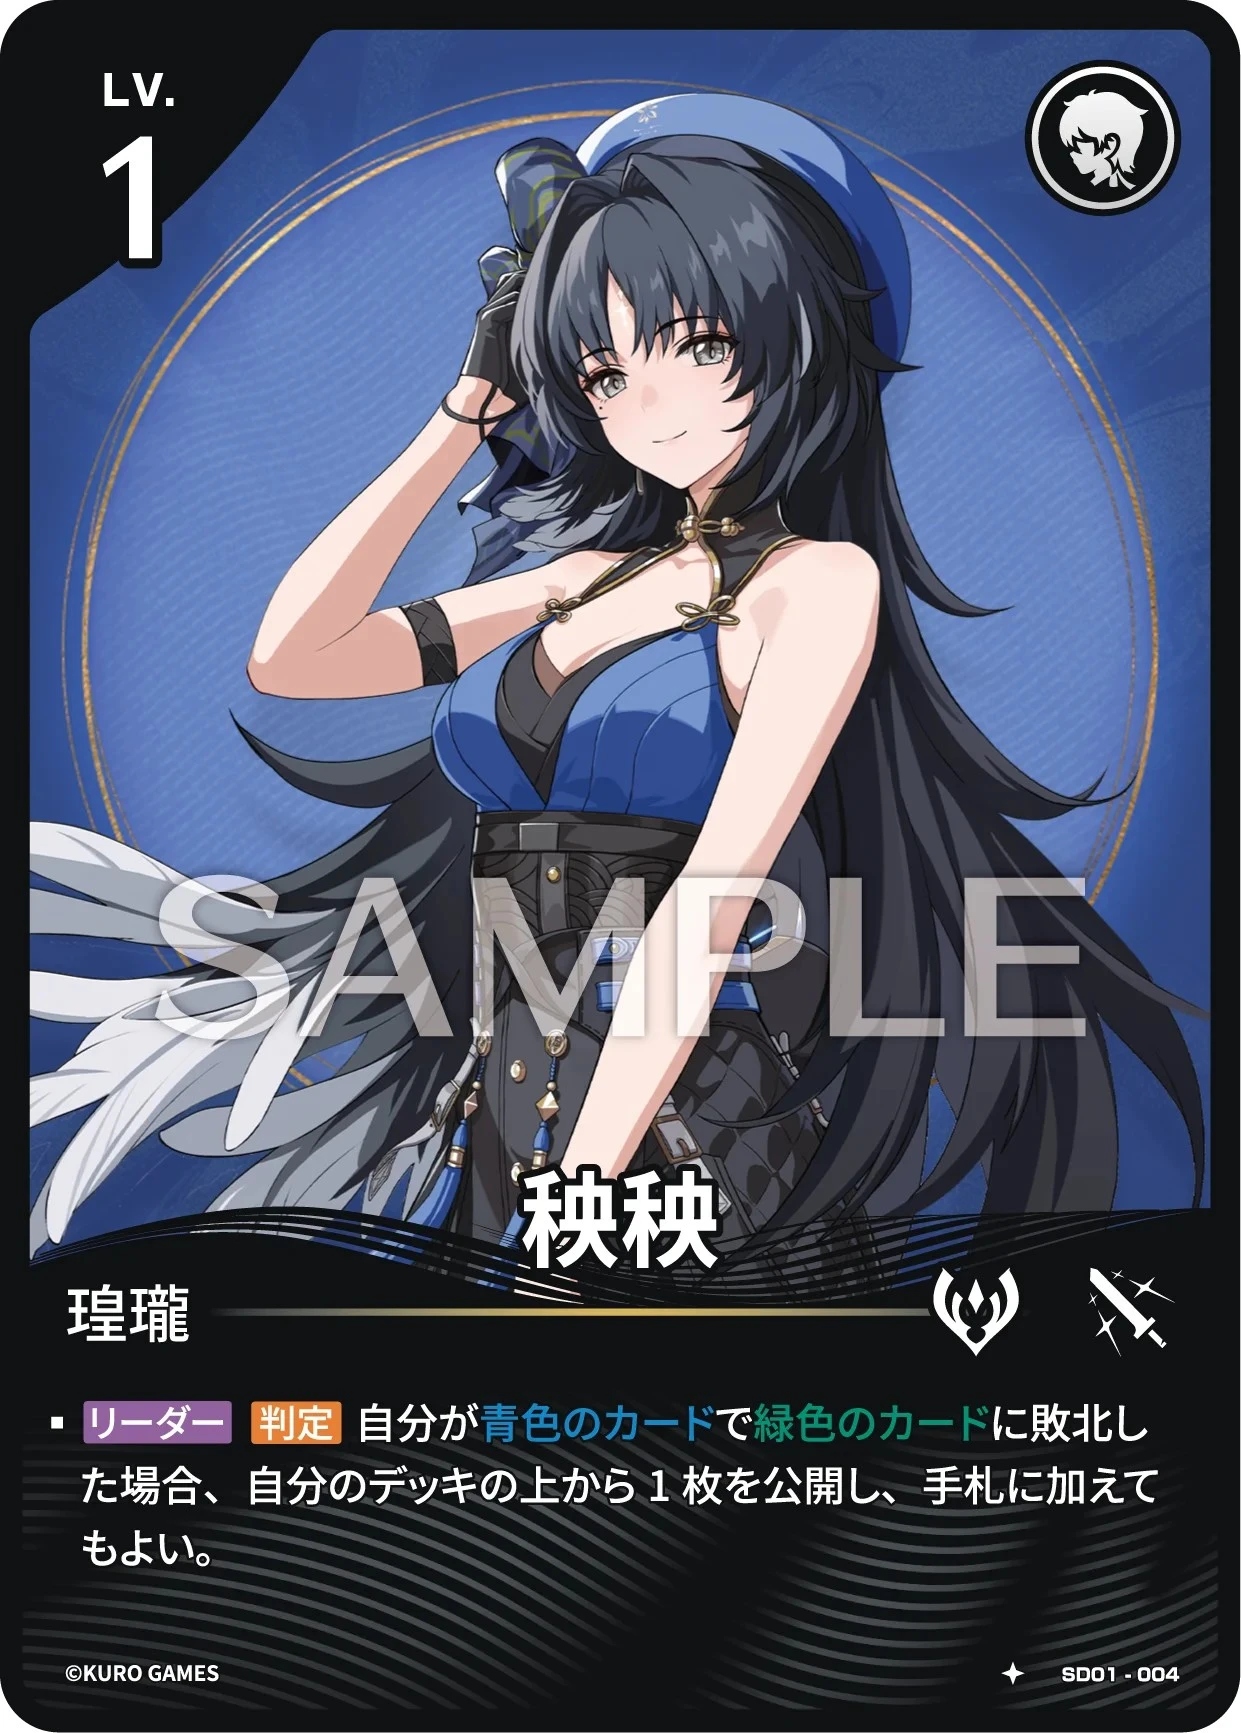 LV.
1
SAMPLE
秧秧
瑝瓏
▪ リーダー 判定 自分が青色のカードで緑色のカードに敗北し
た場合、自分のデッキの上から1枚を公開し、手札に加えて
もよい。
©KURO GAMES
SD01 - 004